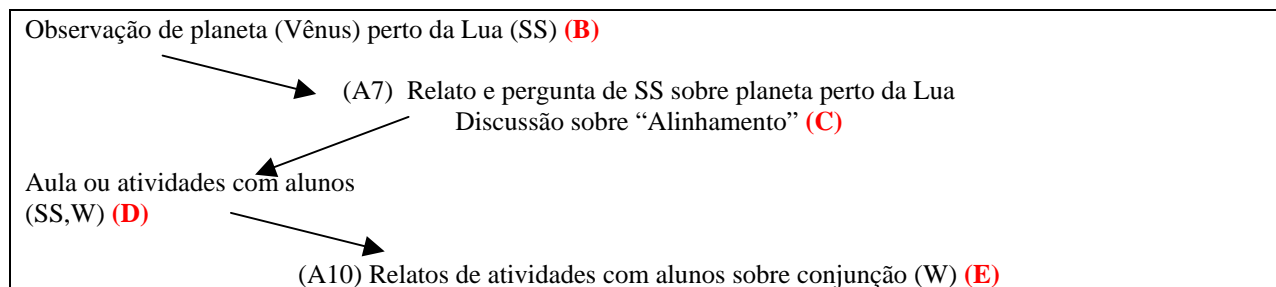 Observação de planeta (Vênus) perto da Lua (SS) (B)
(A7) Relato e pergunta de SS sobre planeta perto da Lua
Discussão sobre “Alinhamento” (C)
Aula ou atividades com alunos
(SS,W) (D)
(A10) Relatos de atividades com alunos sobre conjunção (W) (E)